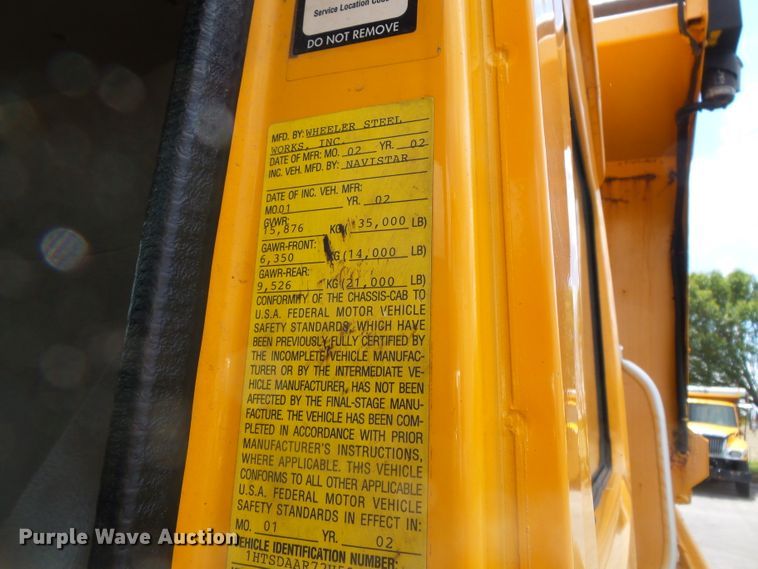 Service Location Code
DO NOT REMOVE
MFD. BY: WHEELER STEEL
WORKS, INC.
DATE OF MFR: MO. 02 YR. 02
INC. VEH. MFD. BY: NAVISTAR
DATE OF INC. VEH. MFR:
MO. 01 YR. 02
GVWR:
15,876 KG (35,000 LB)
GAWR-FRONT:
6,350 KG (14,000 LB)
GAWR-REAR:
9,526 KG (21,000 LB)
CONFORMITY OF THE CHASSIS-CAB TO
U.S.A. FEDERAL MOTOR VEHICLE
SAFETY STANDARDS, WHICH HAVE
BEEN PREVIOUSLY FULLY CERTIFIED BY
THE INCOMPLETE VEHICLE MANUFAC-
TURER OR BY THE INTERMEDIATE VE-
HICLE MANUFACTURER, HAS NOT BEEN
AFFECTED BY THE FINAL-STAGE MANU-
FACTURE. THE VEHICLE HAS BEEN COM-
PLETED IN ACCORDANCE WITH PRIOR
MANUFACTURER'S INSTRUCTIONS,
WHERE APPLICABLE. THIS VEHICLE
CONFORMS TO ALL OTHER APPLICABLE
U.S.A. FEDERAL MOTOR VEHICLE
SAFETY STANDARDS IN EFFECT IN:
MO. 01 YR. 02
VEHICLE IDENTIFICATION NUMBER:
Purple Wave Auction